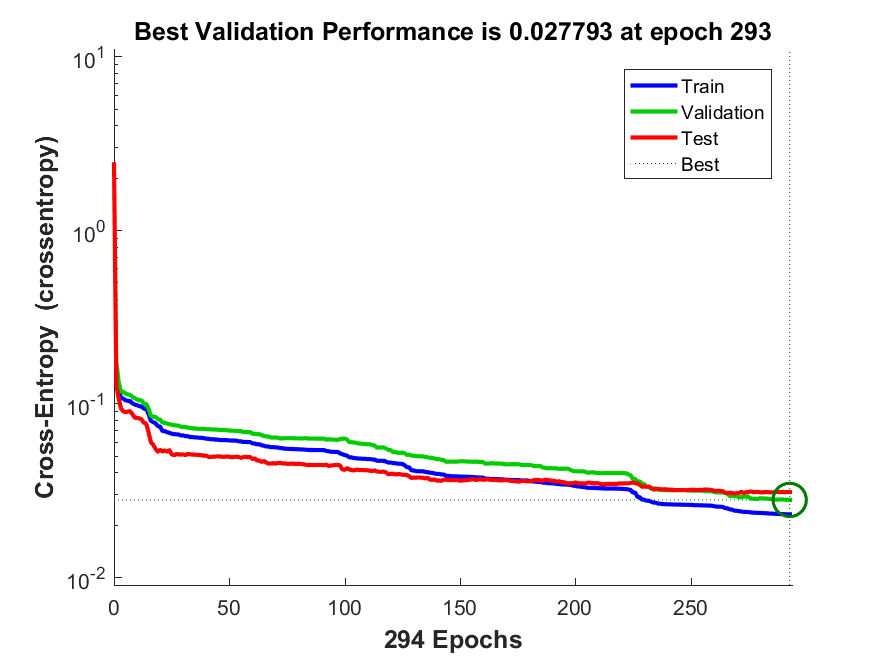 Best Validation Performance is 0.027793 at epoch 293
Cross-Entropy (crossentropy)
10^1
10^0
10^-1
10^-2
Train
Validation
Test
Best
0 50 100 150 200 250
294 Epochs